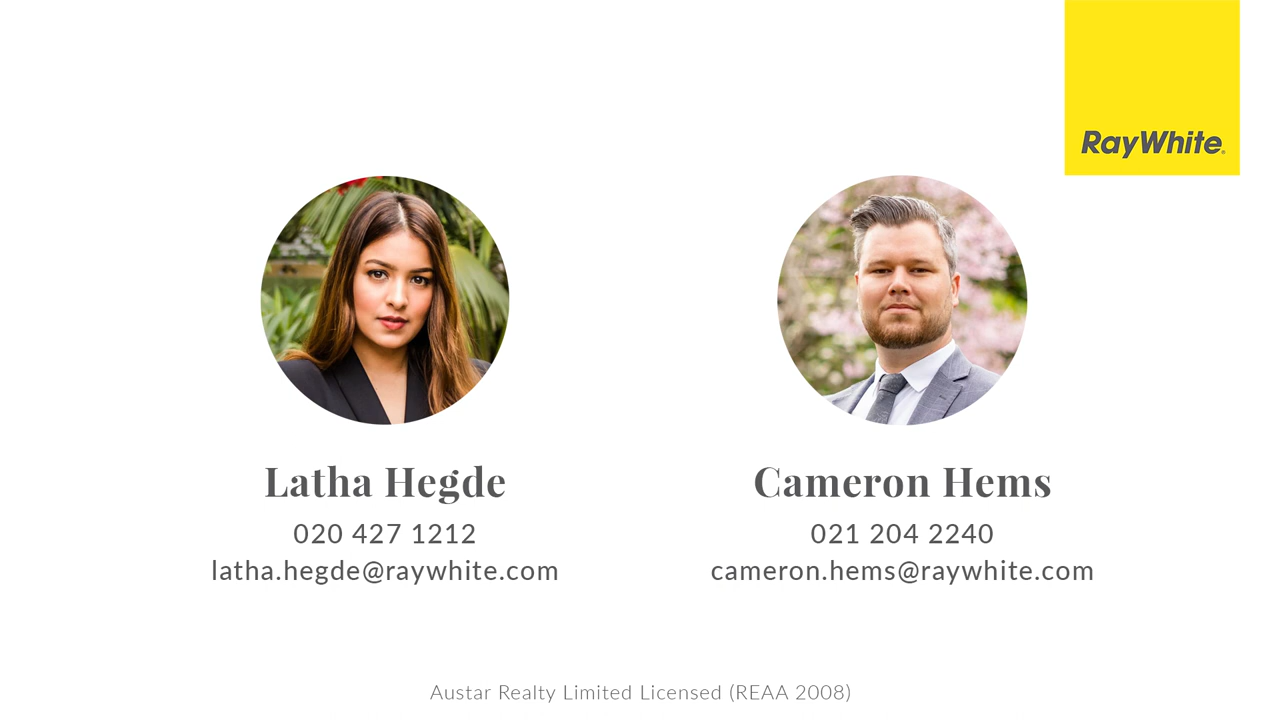 RayWhite
Latha Hegde
020 427 1212
latha.hegde@raywhite.com
Cameron Hems
021 204 2240
cameron.hems@raywhite.com
Austar Realty Limited Licensed (REAA 2008)